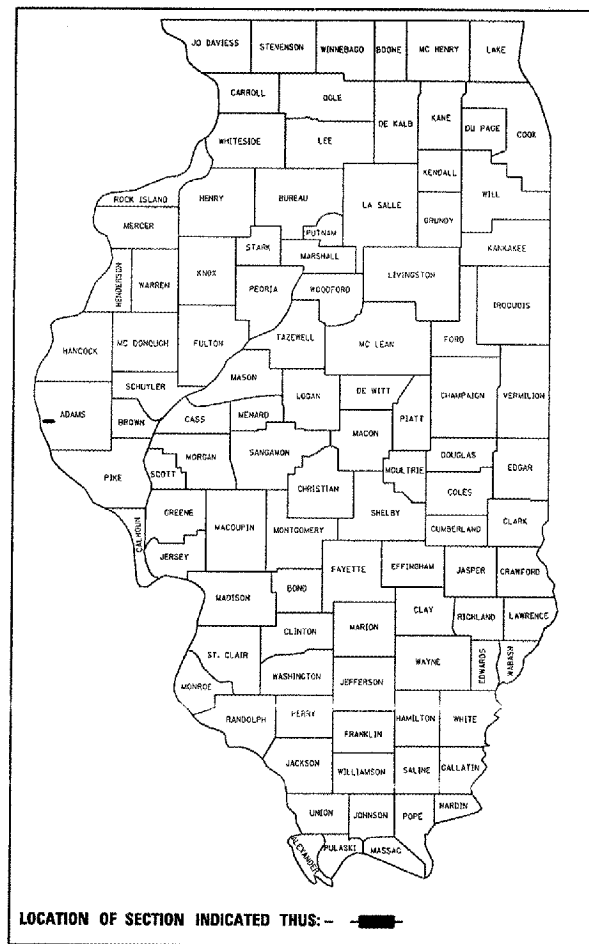 JO DAVIESS STEVENSON WINNEBAGO BOONE MC HENRY LAKE
CARROLL OGLE DE KALB KANE DU PAGE COOK
WHITESIDE LEE
KENDALL WILL
ROCK ISLAND HENRY BUREAU LA SALLE GRUNDY
MERCER PUTNAM
STARK MARSHALL KANKAKEE
HENDERSON WARREN KNOX PEORIA WOODFORD LIVINGSTON IROQUOIS
HANCOCK MC DONOUGH FULTON TAZEWELL MC LEAN FORD
MASON
SCHUYLER LOGAN DE WITT CHAMPAIGN VERMILION
ADAMS BROWN CASS MENARD PIATT
MACON
MORGAN SANGAMON DOUGLAS
PIKE SCOTT MOULTRIE EDGAR
CHRISTIAN COLES
GREENE SHELBY
CALHOUN MACOUPIN MONTGOMERY CUMBERLAND CLARK
JERSEY
FAYETTE EFFINGHAM JASPER CRAWFORD
MADISON BOND
CLAY RICHLAND LAWRENCE
CLINTON MARION
ST. CLAIR WAYNE EDWARDS WABASH
WASHINGTON JEFFERSON
MONROE
RANDOLPH PERRY HAMILTON WHITE
FRANKLIN
JACKSON WILLIAMSON SALINE GALLATIN
HARDIN
UNION JOHNSON POPE
ALEXANDER PULASKI MASSAC
LOCATION OF SECTION INDICATED THUS: -